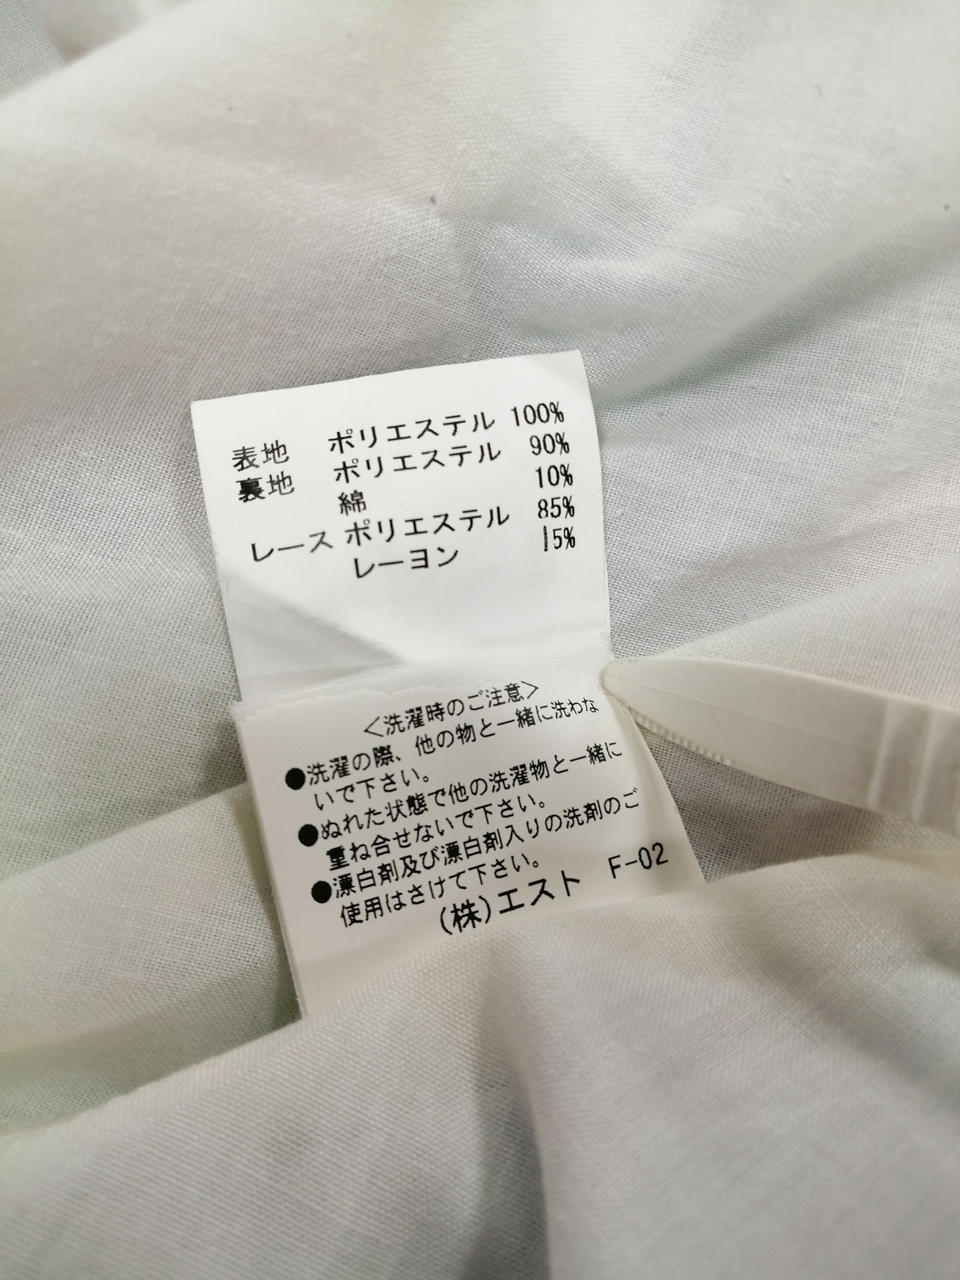 表地 ポリエステル 100%
裏地 ポリエステル 90%
綿 10%
レース ポリエステル 85%
レーヨン 15%
＜洗濯時のご注意＞
●洗濯の際、他の物と一緒に洗わな
いで下さい。
●ぬれた状態で他の洗濯物と一緒に
重ね合せないで下さい。
●漂白剤及び漂白剤入りの洗剤のご
使用はさけて下さい。
(株)エスト F-02